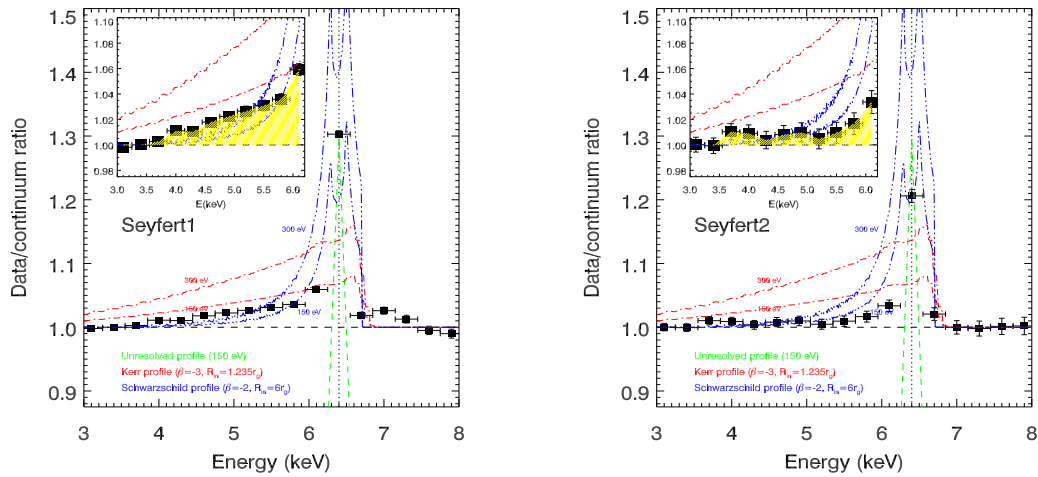 1.5
1.4
1.3
1.2
1.1
1.0
0.9
Data/continuum ratio
1.10
1.08
1.06
1.04
1.02
1.00
0.98
3.0 3.5 4.0 4.5 5.0 5.5 6.0
E(keV)
Seyfert1
300 eV
300 eV
150 eV
150 eV
Unresolved profile (150 eV)
Kerr profile (β=-3, R_in=1.235r_g)
Schwarzschild profile (β=-2, R_in=6r_g)
3 4 5 6 7 8
Energy (keV)
1.5
1.4
1.3
1.2
1.1
1.0
0.9
Data/continuum ratio
1.10
1.08
1.06
1.04
1.02
1.00
0.98
3.0 3.5 4.0 4.5 5.0 5.5 6.0
E(keV)
Seyfert2
300 eV
300 eV
150 eV
150 eV
Unresolved profile (150 eV)
Kerr profile (β=-3, R_in=1.235r_g)
Schwarzschild profile (β=-2, R_in=6r_g)
3 4 5 6 7 8
Energy (keV)